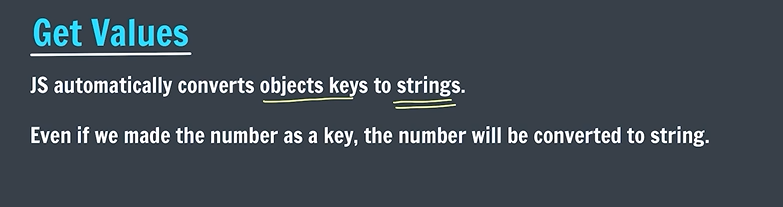 Get Values
JS automatically converts objects keys to strings.
Even if we made the number as a key, the number will be converted to string.